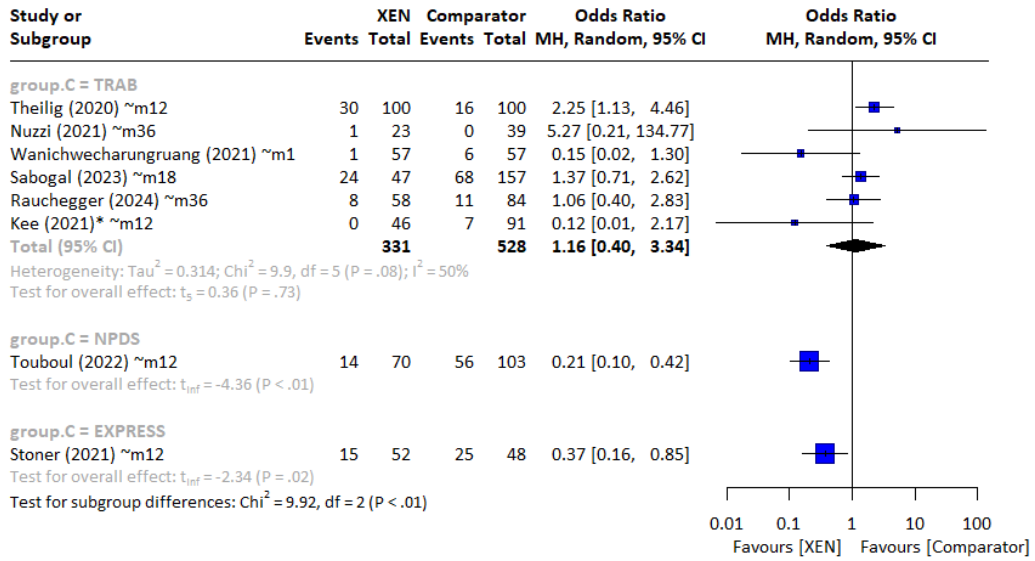 Study or XEN Comparator Odds Ratio Odds Ratio
Subgroup Events Total Events Total MH, Random, 95% CI MH, Random, 95% CI
group.C = TRAB
Theilig (2020) ~m12 30 100 16 100 2.25 [1.13, 4.46]
Nuzzi (2021) ~m36 1 23 0 39 5.27 [0.21, 134.77]
Wanichwecharungruang (2021) ~m1 1 57 6 57 0.15 [0.02, 1.30]
Sabogal (2023) ~m18 24 47 68 157 1.37 [0.71, 2.62]
Rauchegger (2024) ~m36 8 58 11 84 1.06 [0.40, 2.83]
Kee (2021)* ~m12 0 46 7 91 0.12 [0.01, 2.17]
Total (95% CI) 331 528 1.16 [0.40, 3.34]
Heterogeneity: Tau² = 0.314; Chi² = 9.9, df = 5 (P = .08); I² = 50%
Test for overall effect: t₅ = 0.36 (P = .73)
group.C = NPDS
Touboul (2022) ~m12 14 70 56 103 0.21 [0.10, 0.42]
Test for overall effect: tinf = -4.36 (P < .01)
group.C = EXPRESS
Stoner (2021) ~m12 15 52 25 48 0.37 [0.16, 0.85]
Test for overall effect: tinf = -2.34 (P = .02)
Test for subgroup differences: Chi² = 9.92, df = 2 (P < .01)
0.01 0.1 1 10 100
Favours [XEN] Favours [Comparator]